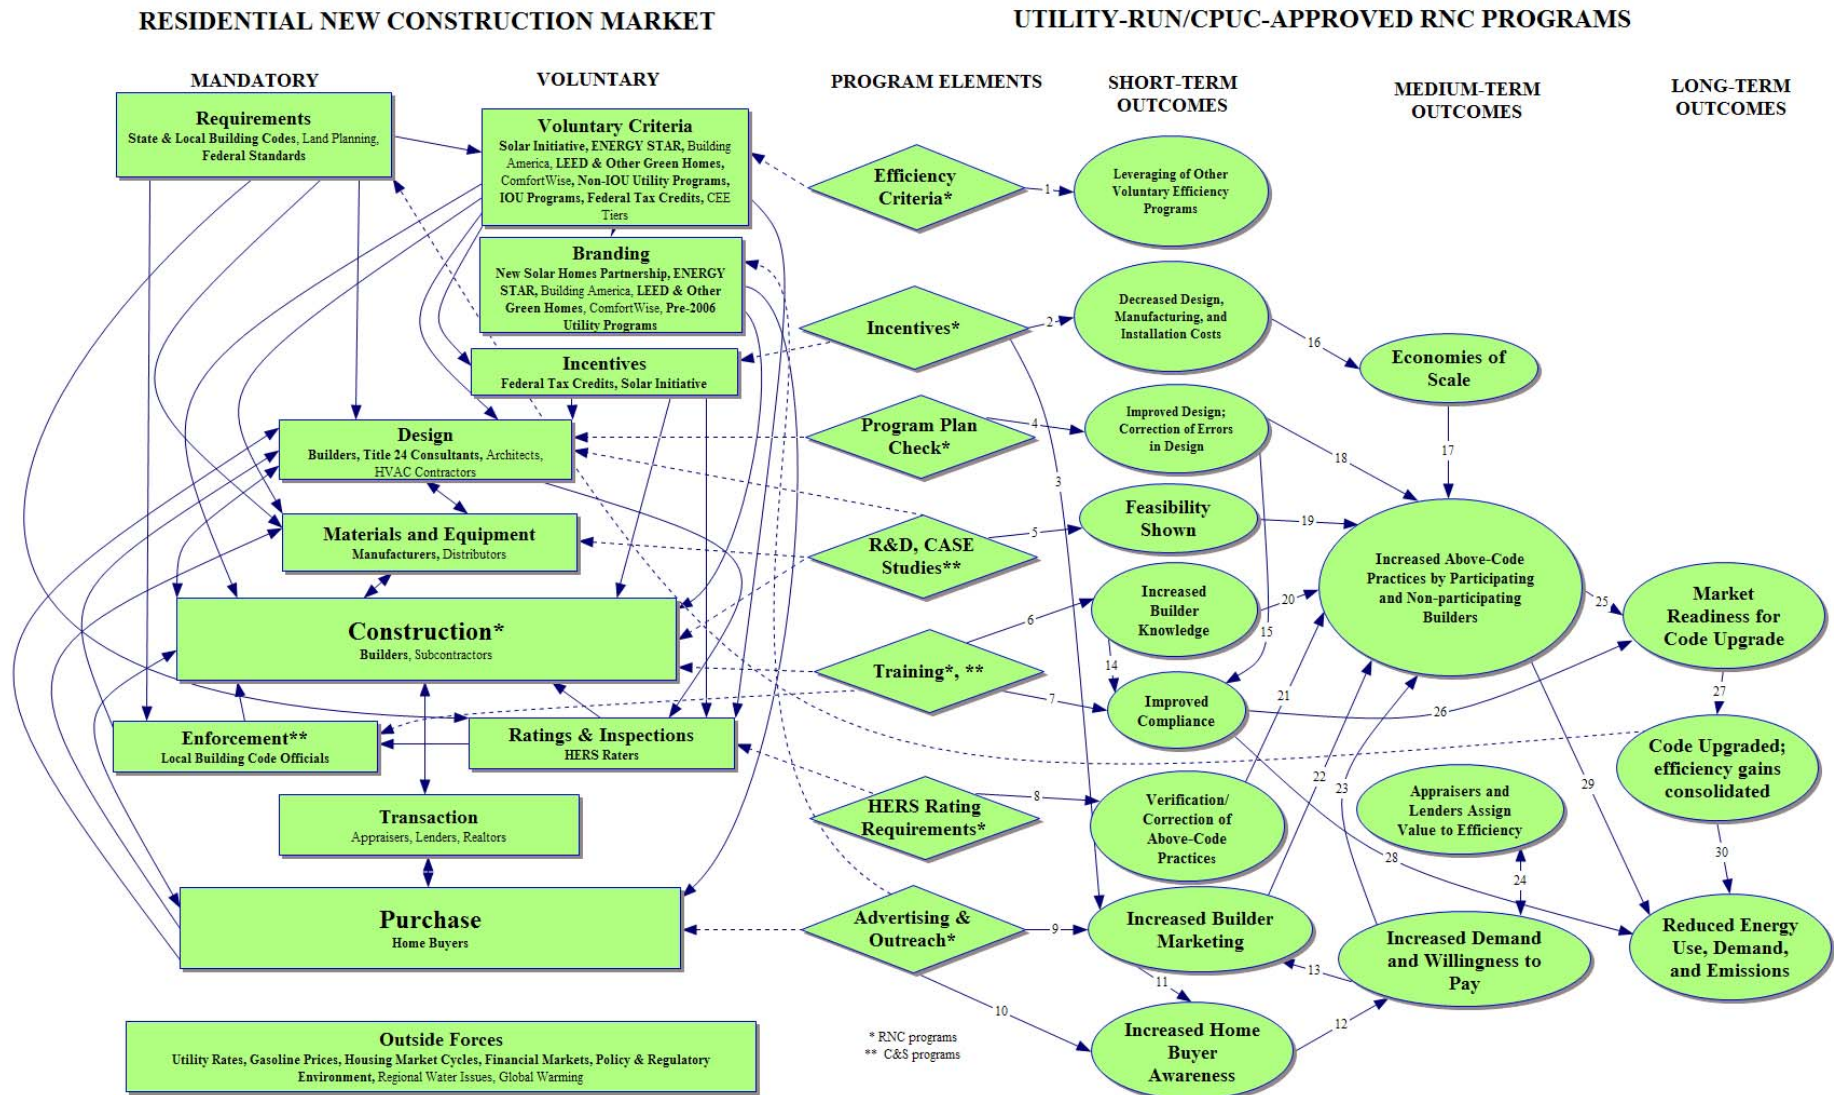 RESIDENTIAL NEW CONSTRUCTION MARKET
UTILITY-RUN/CPUC-APPROVED RNC PROGRAMS
MANDATORY
VOLUNTARY
PROGRAM ELEMENTS
SHORT-TERM
OUTCOMES
MEDIUM-TERM
OUTCOMES
LONG-TERM
OUTCOMES
Requirements
State & Local Building Codes, Land Planning,
Federal Standards
Voluntary Criteria
Solar Initiative, ENERGY STAR, Building
America, LEED & Other Green Homes,
ComfortWise, Non-IOU Utility Programs,
IOU Programs, Federal Tax Credits, CEE
Tiers
Branding
New Solar Homes Partnership, ENERGY
STAR, Building America, LEED & Other
Green Homes, ComfortWise, Pre-2006
Utility Programs
Incentives
Federal Tax Credits, Solar Initiative
Design
Builders, Title 24 Consultants, Architects,
HVAC Contractors
Materials and Equipment
Manufacturers, Distributors
Construction*
Builders, Subcontractors
Enforcement**
Local Building Code Officials
Ratings & Inspections
HERS Raters
Transaction
Appraisers, Lenders, Realtors
Purchase
Home Buyers
Outside Forces
Utility Rates, Gasoline Prices, Housing Market Cycles, Financial Markets, Policy & Regulatory
Environment, Regional Water Issues, Global Warming
Efficiency
Criteria*
Incentives*
Program Plan
Check*
R&D, CASE
Studies**
Training*, **
HERS Rating
Requirements*
Advertising &
Outreach*
* RNC programs
** C&S programs
1
2
3
4
5
6
7
8
9
10
Leveraging of Other
Voluntary Efficiency
Programs
Decreased Design,
Manufacturing, and
Installation Costs
Improved Design;
Correction of Errors
in Design
Feasibility
Shown
Increased
Builder
Knowledge
14
15
Improved
Compliance
Verification/
Correction of
Above-Code
Practices
Increased Builder
Marketing
11
Increased Home
Buyer
Awareness
16
17
18
19
20
21
22
23
24
12
13
Economies of
Scale
Increased Above-Code
Practices by Participating
and Non-participating
Builders
Appraisers and
Lenders Assign
Value to Efficiency
Increased Demand
and Willingness to
Pay
25
26
27
28
29
30
Market
Readiness for
Code Upgrade
Code Upgraded;
efficiency gains
consolidated
Reduced Energy
Use, Demand,
and Emissions